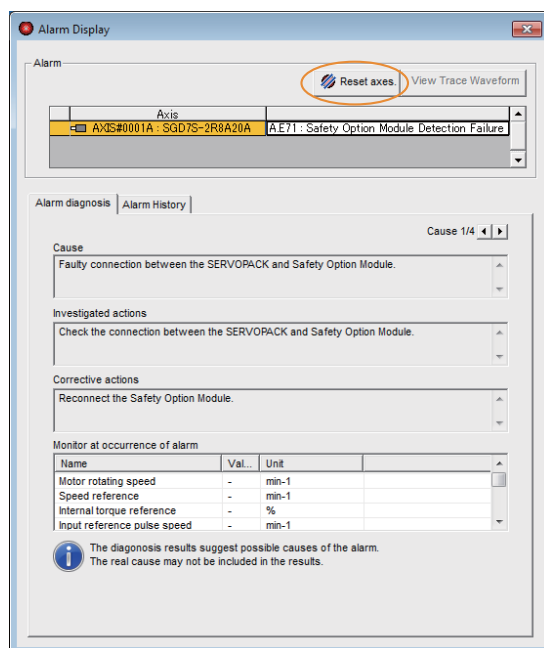 Alarm Display
Alarm
Reset axes.
View Trace Waveform
Axis
AXIS#0001A : SGD7S-2R8A20A
A.E71 : Safety Option Module Detection Failure
Alarm diagnosis
Alarm History
Cause 1/4
Cause
Faulty connection between the SERVOPACK and Safety Option Module.
Investigated actions
Check the connection between the SERVOPACK and Safety Option Module.
Corrective actions
Reconnect the Safety Option Module.
Monitor at occurrence of alarm
Name Val... Unit
Motor rotating speed - min-1
Speed reference - min-1
Internal torque reference - %
Input reference pulse speed - min-1
The diagonosis results suggest possible causes of the alarm.
The real cause may not be included in the results.